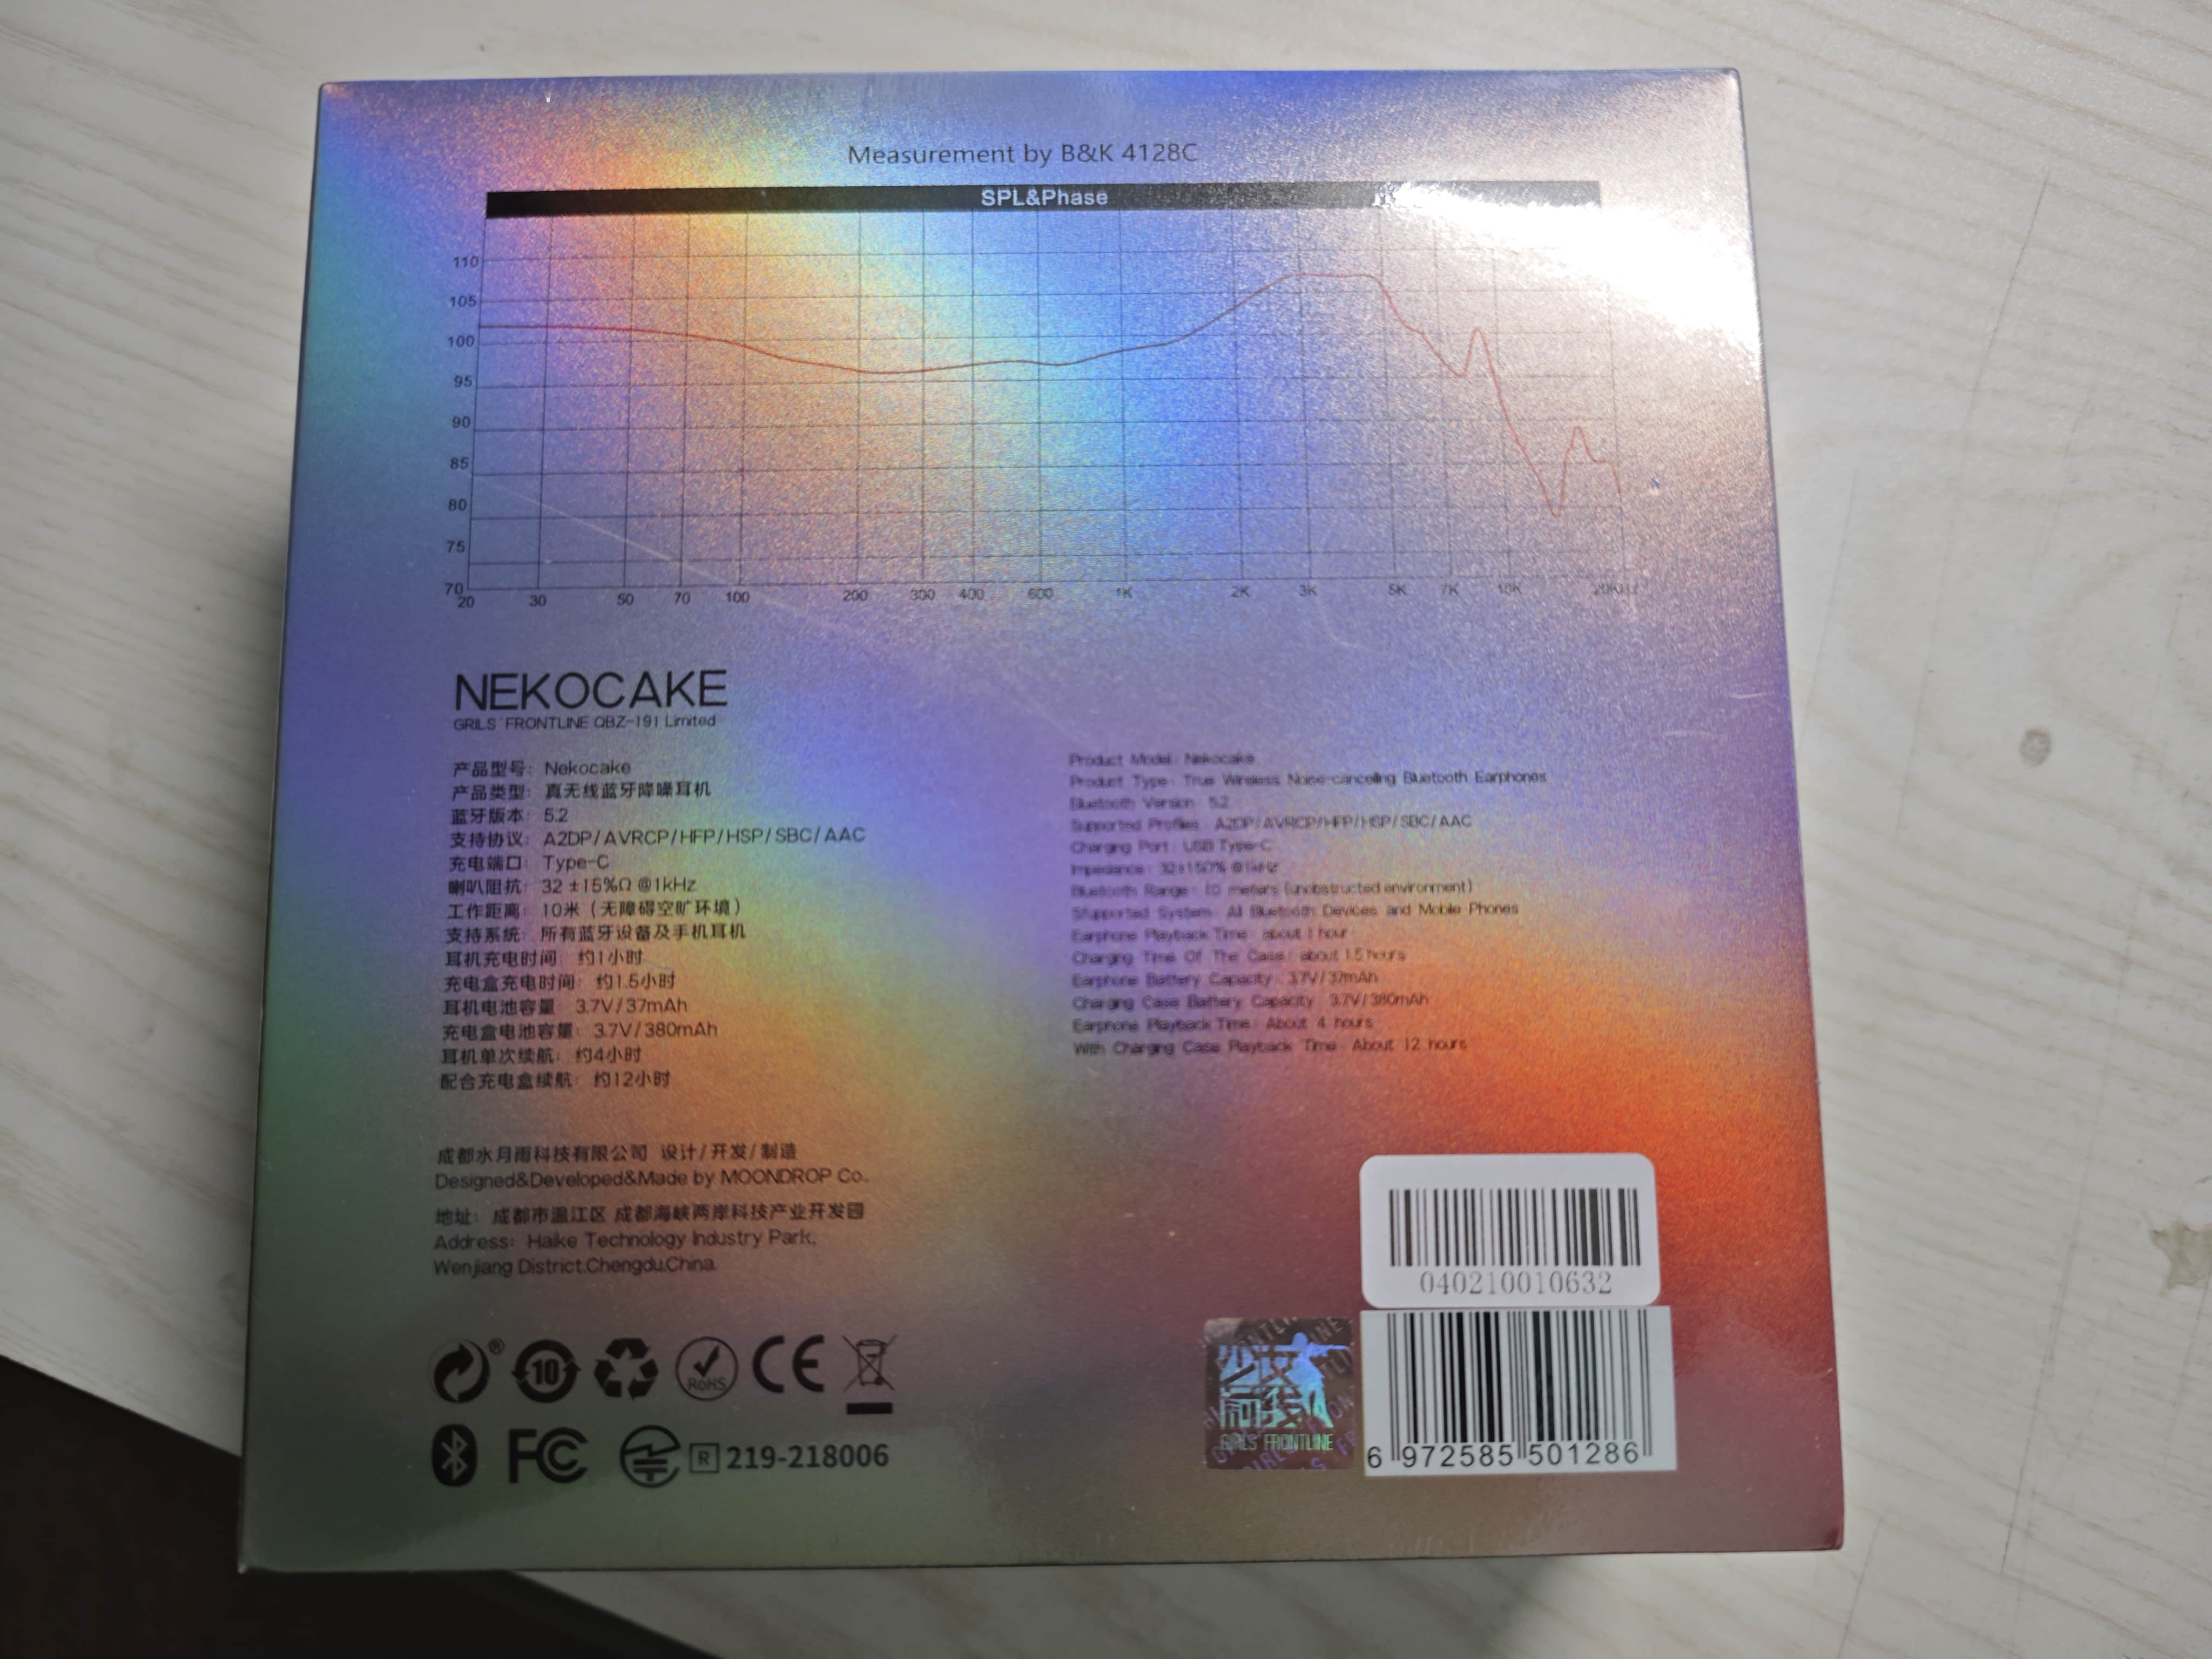 Measurement by B&K 4128C
SPL&Phase
110
105
100
95
90
85
80
75
70
20 30 50 70 100 200 300 400 600 1K 2K 3K 5K 7K 10K 20KHz
NEKOCAKE
GRILS' FRONTLINE QBZ-191 Limited
产品型号: Nekocake
产品类型: 真无线蓝牙降噪耳机
蓝牙版本: 5.2
支持协议: A2DP/AVRCP/HFP/HSP/SBC/AAC
充电端口: Type-C
喇叭阻抗: 32 ±15%Ω @1kHz
工作距离: 10米 (无障碍空旷环境)
支持系统: 所有蓝牙设备及手机耳机
耳机充电时间: 约1小时
充电盒充电时间: 约1.5小时
耳机电池容量: 3.7V/37mAh
充电盒电池容量: 3.7V/380mAh
耳机单次续航: 约4小时
配合充电盒续航: 约12小时
Product Model: Nekocake
Product Type: True Wireless Noise-canceling Bluetooth Earphones
Bluetooth Version: 5.2
Supported Profiles: A2DP/AVRCP/HFP/HSP/SBC/AAC
Charging Port: USB Type-C
Impedance: @1kHz
Bluetooth Range: 10 meters (unobstructed environment)
System: All Bluetooth Devices and Mobile Phones
Earphone Playback Time: about 1 hour
Charging Time Of The Case: about 1.5 hours
Earphone Battery Capacity: 3.7V/37mAh
Charging Case Battery Capacity: 3.7V/380mAh
Earphone Playback Time: About 4 hours
With Charging Case Playback Time: About 12 hours
成都水月雨科技有限公司 设计/开发/制造
Designed&Developed&Made by MOONDROP Co.
地址: 成都市温江区 成都海峡两岸科技产业开发园
Address: Haike Technology Industry Park,
Wenjiang District,Chengdu,China.
040210010632
® 10 RoHS CE
FC R 219-218006
少女前线
GIRLS FRONTLINE
6 972585 501286